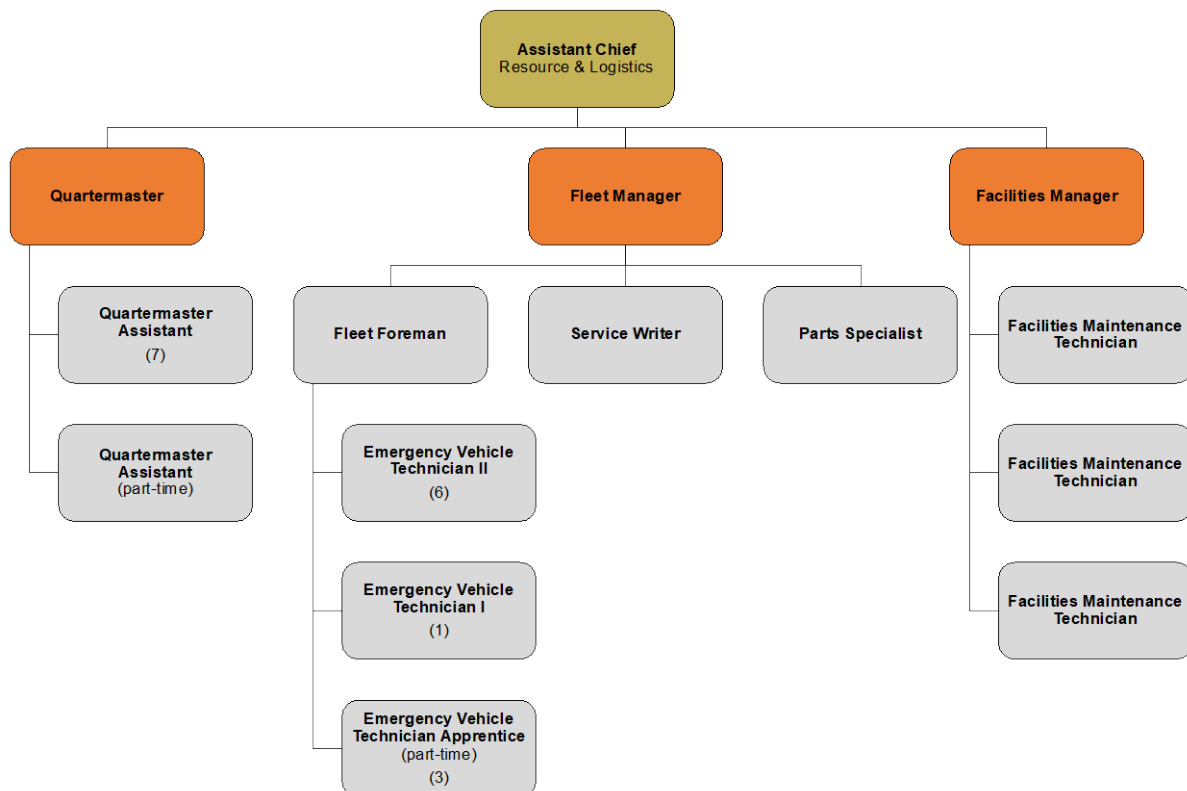 Assistant Chief
Resource & Logistics
Quartermaster
Fleet Manager
Facilities Manager
Quartermaster
Assistant
(7)
Quartermaster
Assistant
(part-time)
Fleet Foreman
Service Writer
Parts Specialist
Emergency Vehicle
Technician II
(6)
Emergency Vehicle
Technician I
(1)
Emergency Vehicle
Technician Apprentice
(part-time)
(3)
Facilities Maintenance
Technician
Facilities Maintenance
Technician
Facilities Maintenance
Technician